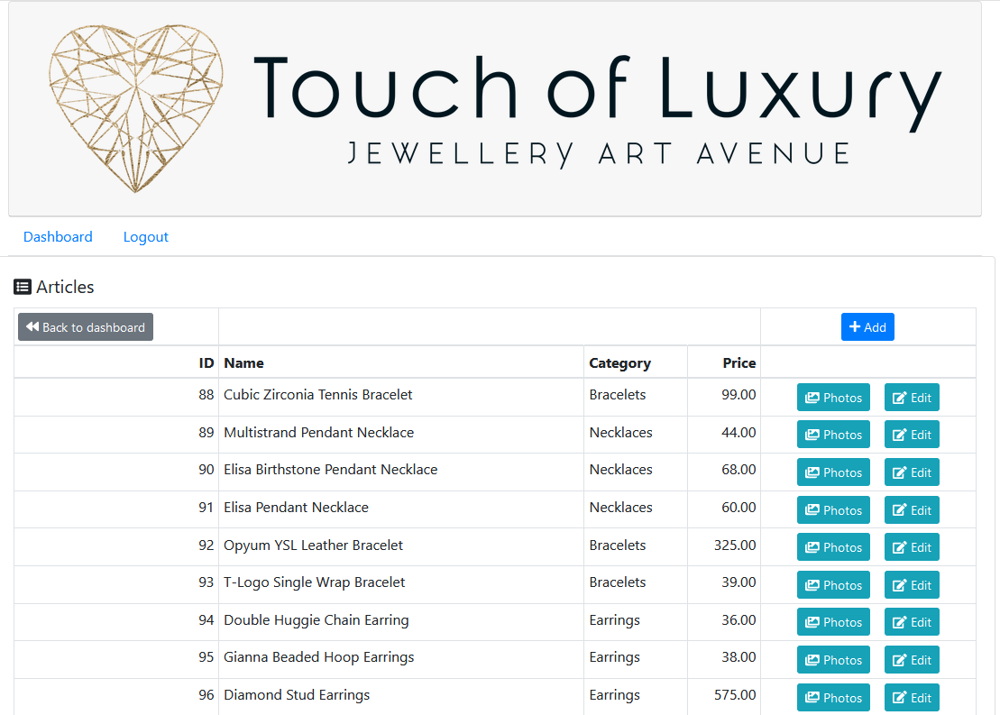 Touch of Luxury
JEWELLERY ART AVENUE
Dashboard Logout
Articles
Back to dashboard Add
ID Name Category Price
88 Cubic Zirconia Tennis Bracelet Bracelets 99.00 Photos Edit
89 Multistrand Pendant Necklace Necklaces 44.00 Photos Edit
90 Elisa Birthstone Pendant Necklace Necklaces 68.00 Photos Edit
91 Elisa Pendant Necklace Necklaces 60.00 Photos Edit
92 Opyum YSL Leather Bracelet Bracelets 325.00 Photos Edit
93 T-Logo Single Wrap Bracelet Bracelets 39.00 Photos Edit
94 Double Huggie Chain Earring Earrings 36.00 Photos Edit
95 Gianna Beaded Hoop Earrings Earrings 38.00 Photos Edit
96 Diamond Stud Earrings Earrings 575.00 Photos Edit